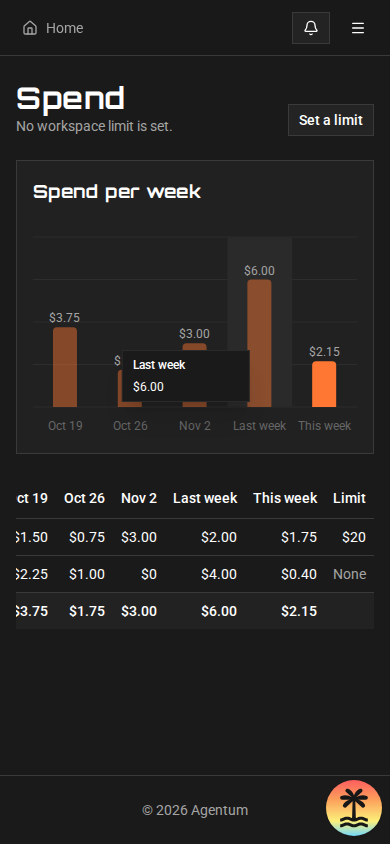 Home
Spend
No workspace limit is set.
Set a limit
Spend per week
$6.00
$3.75
$3.00
$2.15
Last week
$6.00
Oct 19 Oct 26 Nov 2 Last week This week
19 Oct 26 Nov 2 Last week This week Limit
$1.50 $0.75 $3.00 $2.00 $1.75 $20
$2.25 $1.00 $0 $4.00 $0.40 None
$3.75 $1.75 $3.00 $6.00 $2.15
© 2026 Agentum